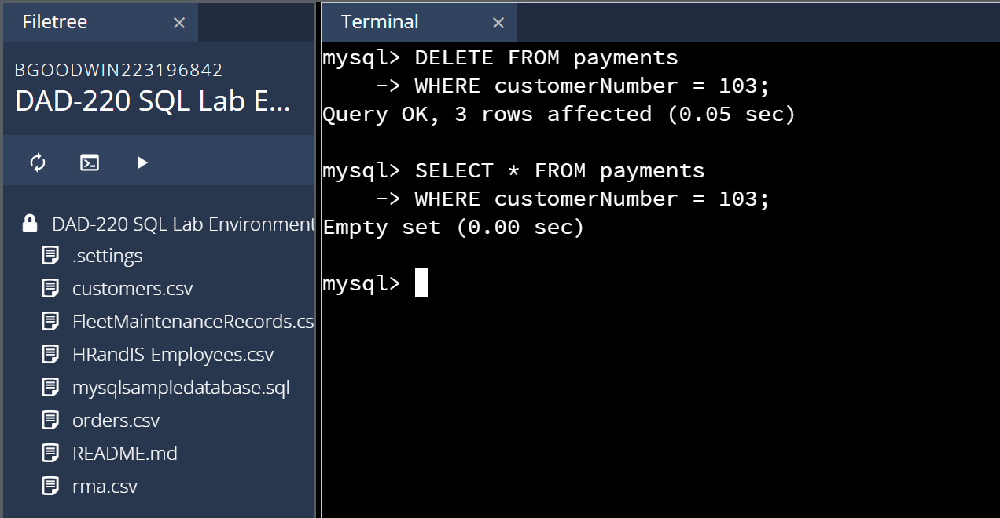 Filetree ×
BGOODWIN223196842
DAD-220 SQL Lab E...
DAD-220 SQL Lab Environment
.settings
customers.csv
FleetMaintenanceRecords.cs
HRandIS-Employees.csv
mysqlsampledatabase.sql
orders.csv
README.md
rma.csv
Terminal ×
mysql> DELETE FROM payments
    -> WHERE customerNumber = 103;
Query OK, 3 rows affected (0.05 sec)
mysql> SELECT * FROM payments
    -> WHERE customerNumber = 103;
Empty set (0.00 sec)
mysql>